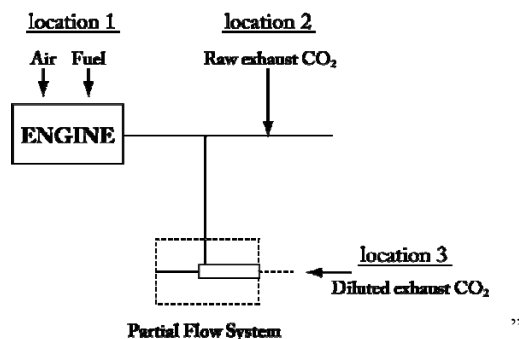 location 1
location 2
Air Fuel
Raw exhaust CO₂
ENGINE
location 3
Diluted exhaust CO₂
Partial Flow System
”